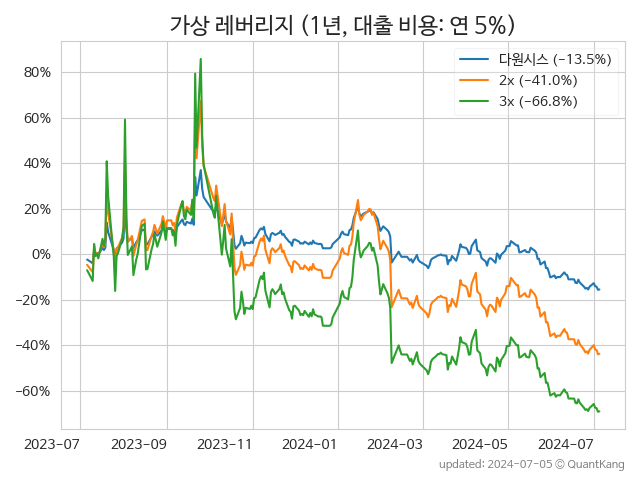 가상 레버리지 (1년, 대출 비용: 연 5%)
다원시스 (-13.5%)
2x (-41.0%)
3x (-66.8%)
80%
60%
40%
20%
0%
-20%
-40%
-60%
2023-07 2023-09 2023-11 2024-01 2024-03 2024-05 2024-07
updated: 2024-07-05 © QuantKang